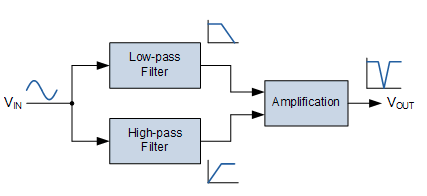 Low-pass
Filter
VIN
Amplification
VOUT
High-pass
Filter